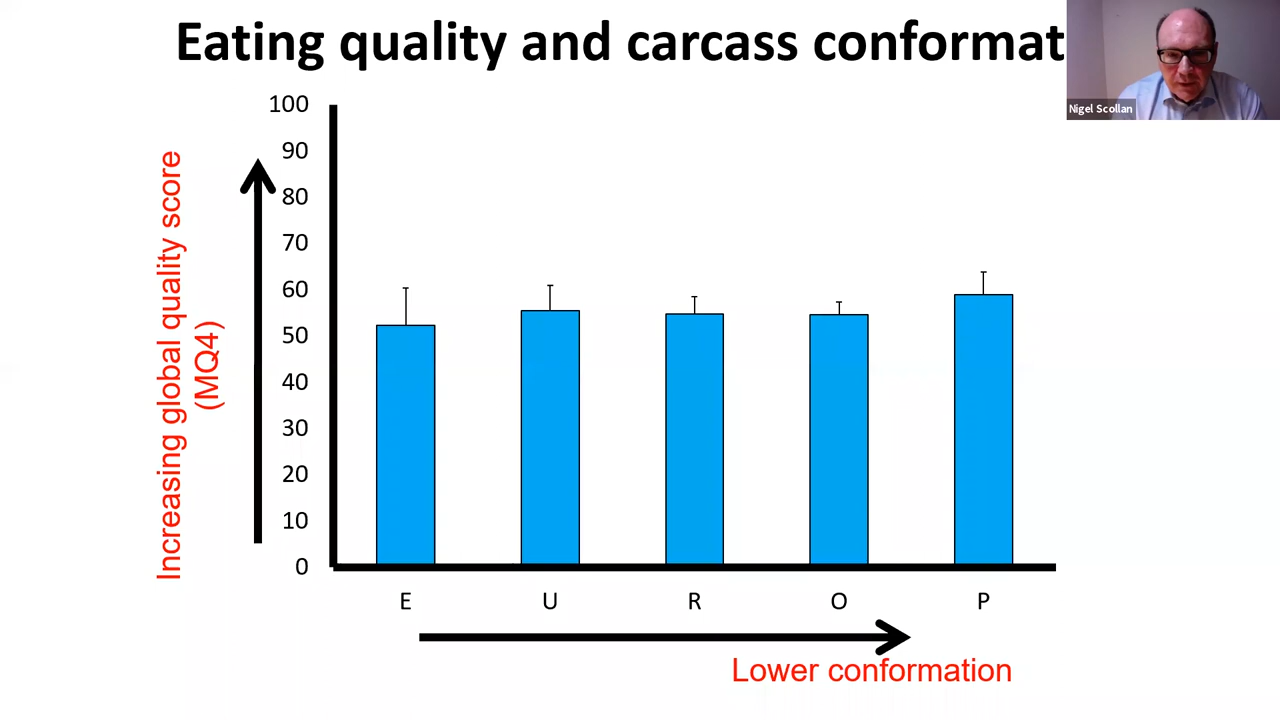 Eating quality and carcass conformat
Nigel Scollan
Increasing global quality score
(MQ4)
100
90
80
70
60
50
40
30
20
10
0
E U R O P
Lower conformation